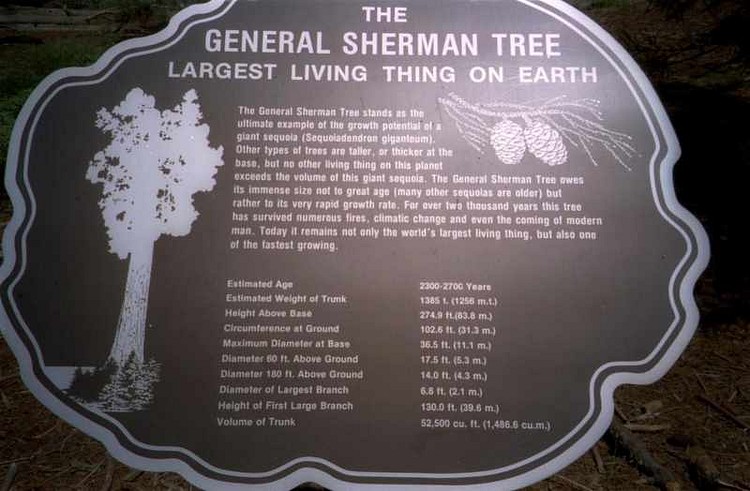 THE
GENERAL SHERMAN TREE
LARGEST LIVING THING ON EARTH
The General Sherman Tree stands as the
ultimate example of the growth potential of a
giant sequoia (Sequoiadendron giganteum).
Other types of trees are taller, or thicker at the
base, but no other living thing on this planet
exceeds the volume of this giant sequoia. The General Sherman Tree owes
its immense size not to great age (many other sequoias are older) but
rather to its very rapid growth rate. For over two thousand years this tree
has survived numerous fires, climatic change and even the coming of modern
man. Today it remains not only the world's largest living thing, but also one
of the fastest growing.
Estimated Age 2300-2700 Years
Estimated Weight of Trunk 1385 t. (1256 m.t.)
Height Above Base 274.9 ft.(83.8 m.)
Circumference at Ground 102.6 ft. (31.3 m.)
Maximum Diameter at Base 36.5 ft. (11.1 m.)
Diameter 60 ft. Above Ground 17.5 ft. (5.3 m.)
Diameter 180 ft. Above Ground 14.0 ft. (4.3 m.)
Diameter of Largest Branch 6.8 ft. (2.1 m.)
Height of First Large Branch 130.0 ft. (39.6 m.)
Volume of Trunk 52,500 cu. ft. (1,486.6 cu.m.)